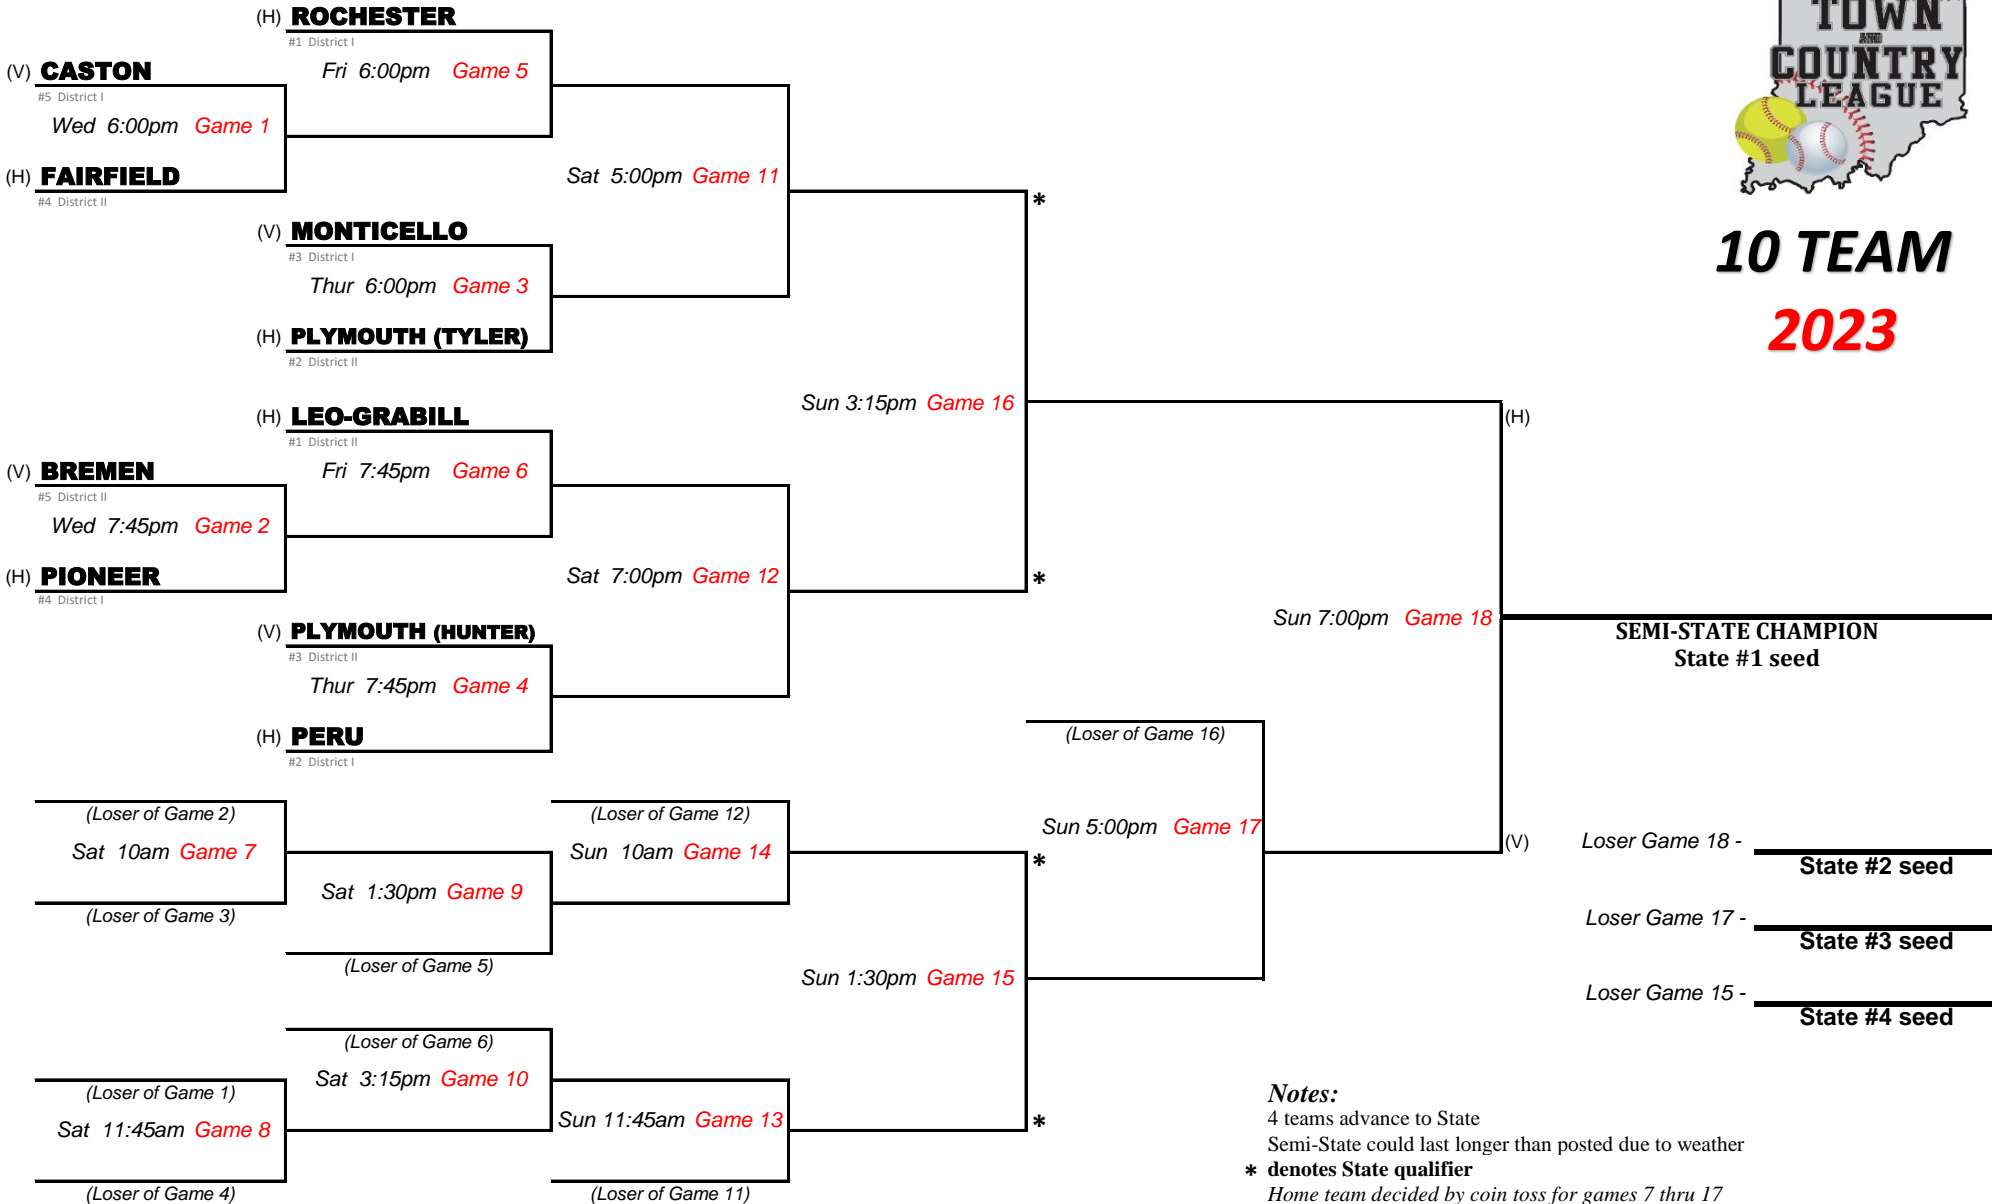 TOWN
AND
COUNTRY
LEAGUE
10 TEAM
2023
(H) ROCHESTER
#1 District I
Fri 6:00pm Game 5
(V) CASTON
#5 District I
Wed 6:00pm Game 1
(H) FAIRFIELD
#4 District II
Sat 5:00pm Game 11
(V) MONTICELLO
#3 District I
Thur 6:00pm Game 3
(H) PLYMOUTH (TYLER)
#2 District II
*
Sun 3:15pm Game 16
(H) LEO-GRABILL
#1 District II
Fri 7:45pm Game 6
(V) BREMEN
#5 District II
Wed 7:45pm Game 2
(H) PIONEER
#4 District I
Sat 7:00pm Game 12
*
(V) PLYMOUTH (HUNTER)
#3 District II
Thur 7:45pm Game 4
(H) PERU
#2 District I
(H)
Sun 7:00pm Game 18
SEMI-STATE CHAMPION
State #1 seed
(Loser of Game 16)
Sun 5:00pm Game 17
(V)
(Loser of Game 2)
Sat 10am Game 7
(Loser of Game 3)
Sat 1:30pm Game 9
(Loser of Game 5)
(Loser of Game 12)
Sun 10am Game 14
*
Sun 1:30pm Game 15
(Loser of Game 6)
Sat 3:15pm Game 10
(Loser of Game 1)
Sat 11:45am Game 8
(Loser of Game 4)
Sun 11:45am Game 13
(Loser of Game 11)
*
Loser Game 18 -
State #2 seed
Loser Game 17 -
State #3 seed
Loser Game 15 -
State #4 seed
Notes:
4 teams advance to State
Semi-State could last longer than posted due to weather
* denotes State qualifier
Home team decided by coin toss for games 7 thru 17